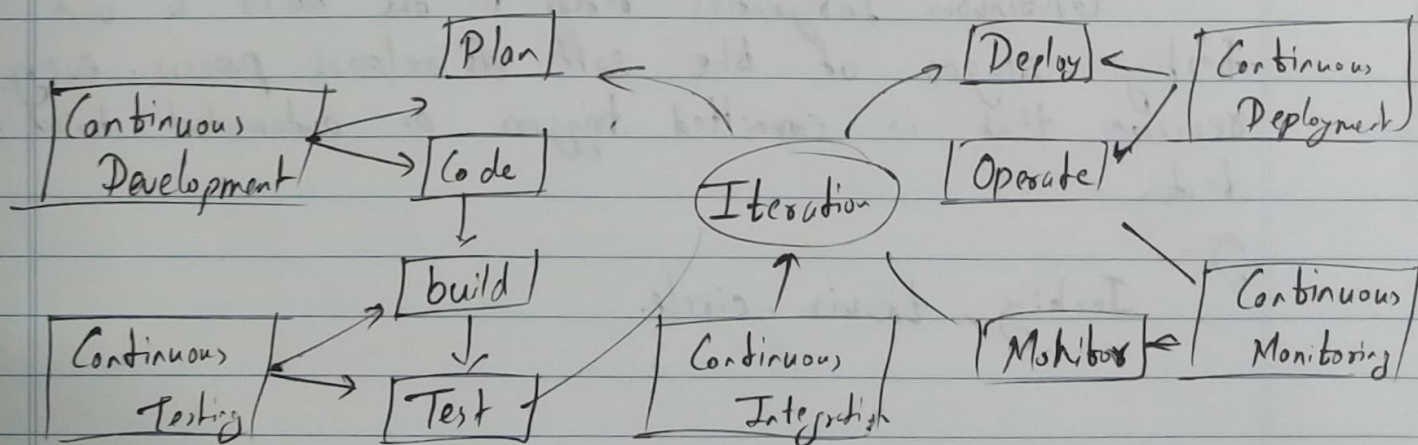 Plan
Deploy
Continuous
Deployment
Continuous
Development
Code
Iteration
Operate
build
Continuous
Testing
Test
Continuous
Integration
Monitor
Continuous
Monitoring